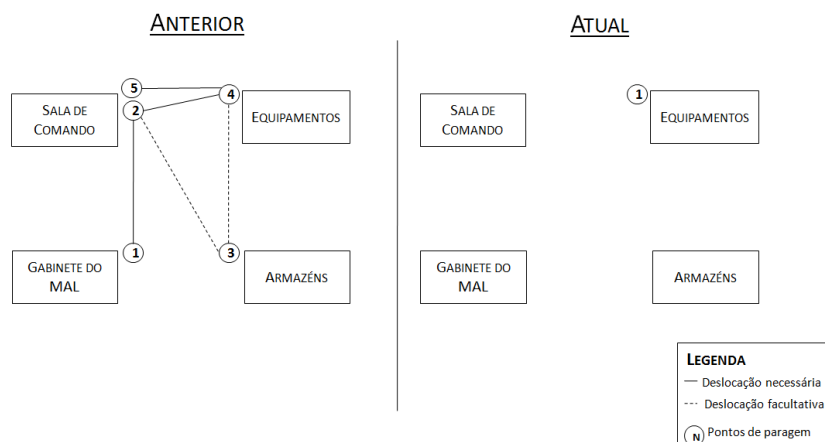 ANTERIOR
5
2
4
SALA DE
COMANDO
EQUIPAMENTOS
1
3
GABINETE DO
MAL
ARMAZÉNS
ATUAL
1
SALA DE
COMANDO
EQUIPAMENTOS
GABINETE DO
MAL
ARMAZÉNS
LEGENDA
Deslocação necessária
Deslocação facultativa
N Pontos de paragem